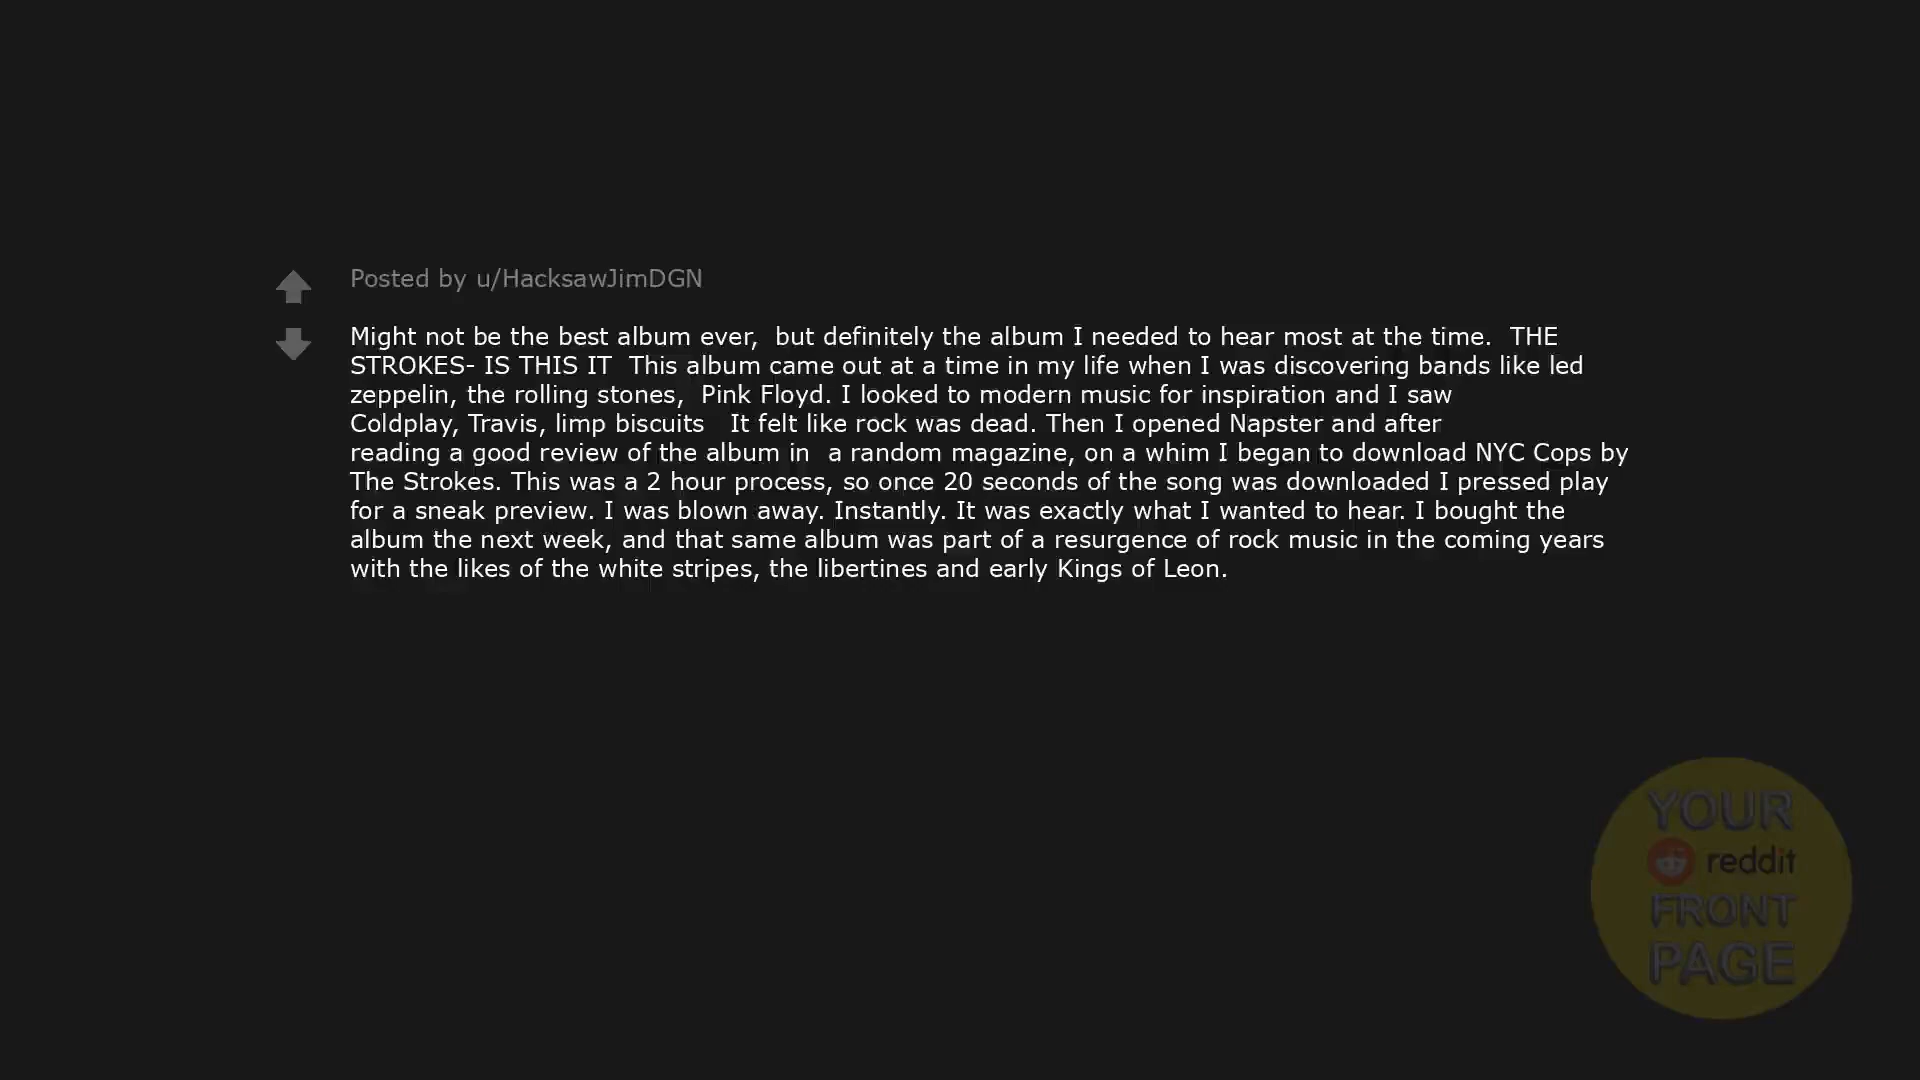 Posted by u/HacksawJimDGN
Might not be the best album ever,  but definitely the album I needed to hear most at the time.  THE
STROKES- IS THIS IT  This album came out at a time in my life when I was discovering bands like led
zeppelin, the rolling stones,  Pink Floyd. I looked to modern music for inspiration and I saw
Coldplay, Travis, limp biscuits   It felt like rock was dead. Then I opened Napster and after
reading a good review of the album in  a random magazine, on a whim I began to download NYC Cops by
The Strokes. This was a 2 hour process, so once 20 seconds of the song was downloaded I pressed play
for a sneak preview. I was blown away. Instantly. It was exactly what I wanted to hear. I bought the
album the next week, and that same album was part of a resurgence of rock music in the coming years
with the likes of the white stripes, the libertines and early Kings of Leon.
YOUR
reddit
FRONT
PAGE